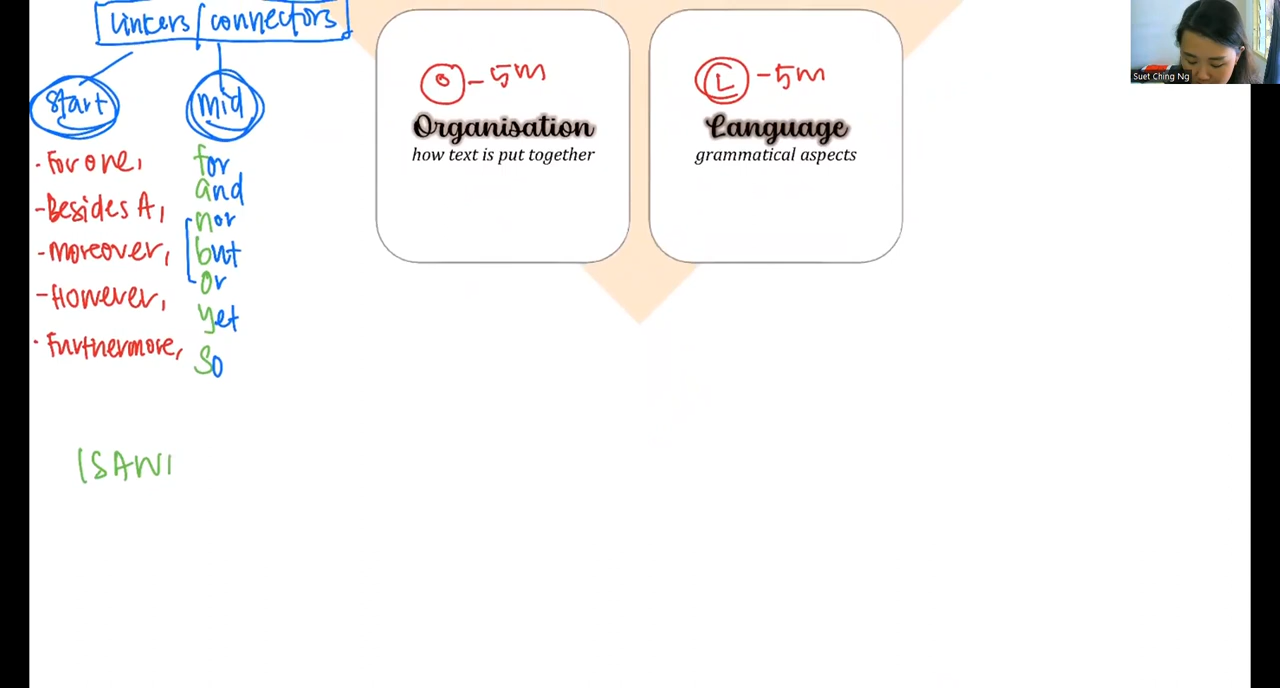 linkers/connectors
Start
mid
- For one,
- Besides A,
- Moreover,
- However,
- Furthermore,
for
and
nor
but
or
yet
so
(SAWI
O - 5m
Organisation
how text is put together
L - 5m
Language
grammatical aspects
Suet Ching Ng